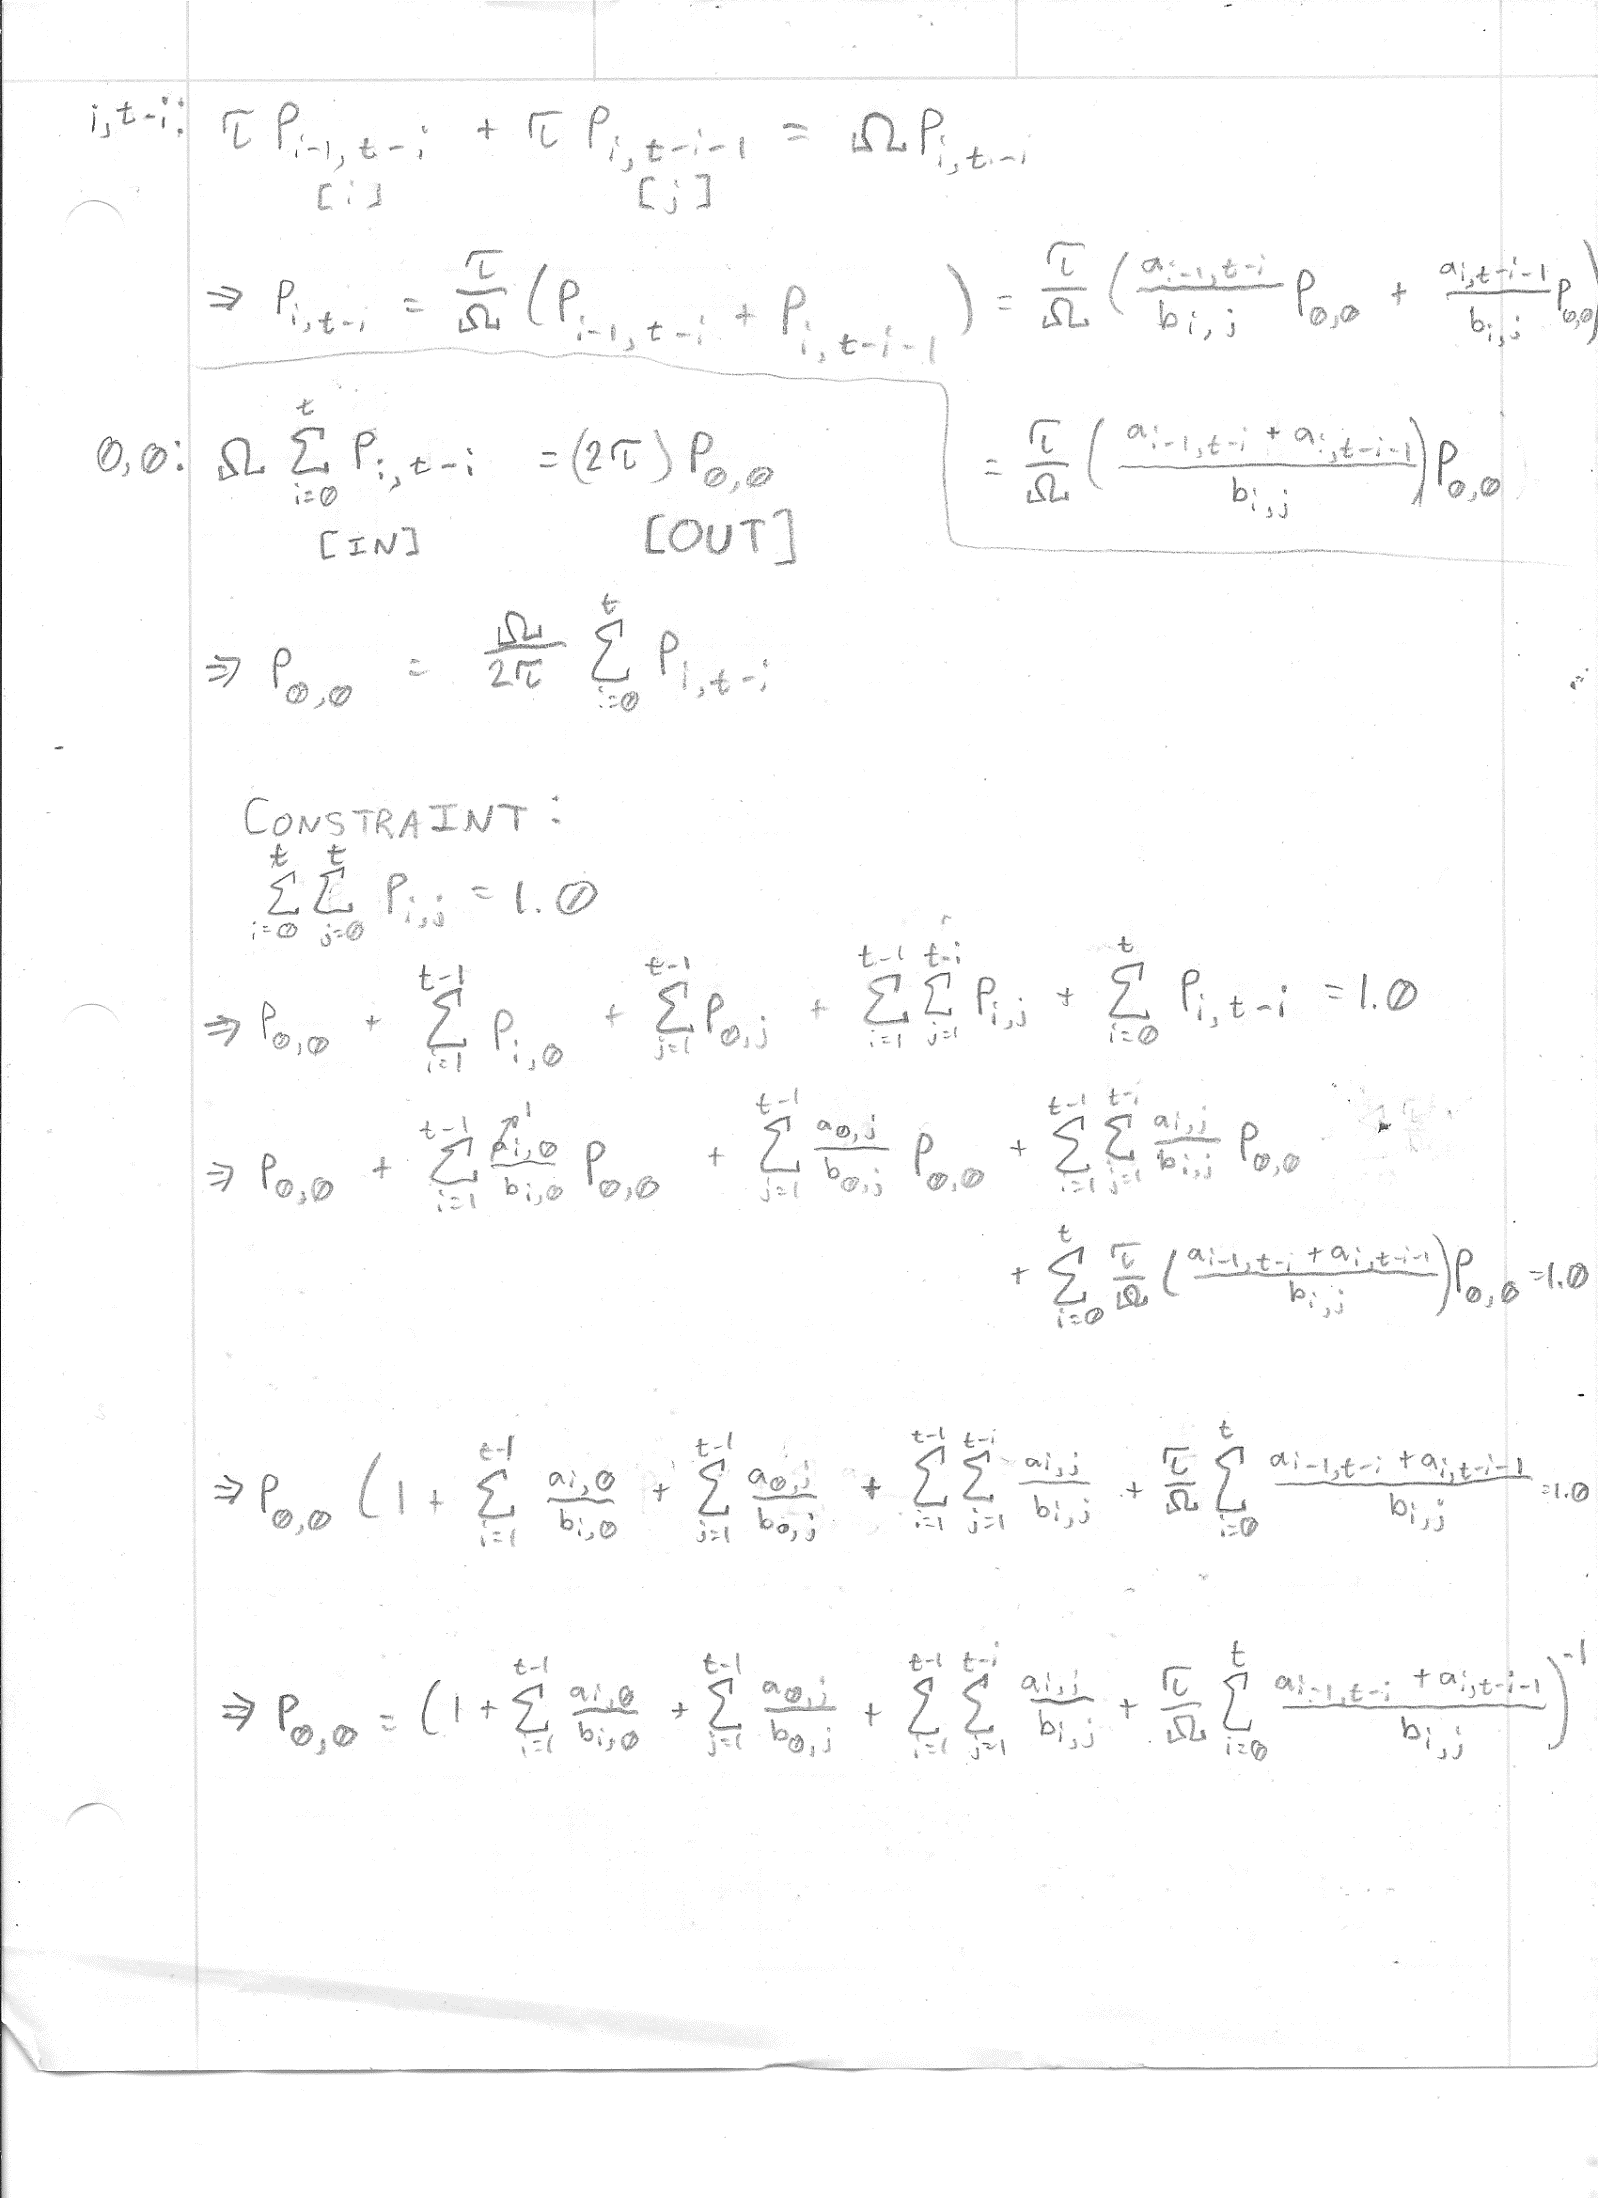 i,t-i: τ P_{i-1,t-i} + τ P_{i,t-i-1} = Ω P_{i,t-i}
[i] [j]
⇒ P_{i,t-i} = τ/Ω (P_{i-1,t-i} + P_{i,t-i-1}) = τ/Ω (a_{i-1,t-i}/b_{i,j} P_{0,0} + a_{i,t-i-1}/b_{i,j} P_{0,0})
= τ/Ω ((a_{i-1,t-i} + a_{i,t-i-1})/b_{i,j}) P_{0,0}
0,0: Ω Σ_{i=0}^{t} P_{i,t-i} = (2τ) P_{0,0}
[IN] [OUT]
⇒ P_{0,0} = Ω/2τ Σ_{i=0}^{t} P_{i,t-i}
CONSTRAINT:
Σ_{i=0}^{t} Σ_{j=0}^{t} P_{i,j} = 1.0
⇒ P_{0,0} + Σ_{i=1}^{t-1} P_{i,0} + Σ_{j=1}^{t-1} P_{0,j} + Σ_{i=1}^{t-1} Σ_{j=1}^{t-i} P_{i,j} + Σ_{i=0}^{t} P_{i,t-i} = 1.0
⇒ P_{0,0} + Σ_{i=1}^{t-1} a_{i,0}/b_{i,0} P_{0,0} + Σ_{j=1}^{t-1} a_{0,j}/b_{0,j} P_{0,0} + Σ_{i=1}^{t-1} Σ_{j=1}^{t-i} a_{i,j}/b_{i,j} P_{0,0}
+ Σ_{i=0}^{t} τ/Ω ((a_{i-1,t-i} + a_{i,t-i-1})/b_{i,j}) P_{0,0} = 1.0
⇒ P_{0,0} (1 + Σ_{i=1}^{t-1} a_{i,0}/b_{i,0} + Σ_{j=1}^{t-1} a_{0,j}/b_{0,j} + Σ_{i=1}^{t-1} Σ_{j=1}^{t-i} a_{i,j}/b_{i,j} + τ/Ω Σ_{i=0}^{t} (a_{i-1,t-i} + a_{i,t-i-1})/b_{i,j} = 1.0
⇒ P_{0,0} = (1 + Σ_{i=1}^{t-1} a_{i,0}/b_{i,0} + Σ_{j=1}^{t-1} a_{0,j}/b_{0,j} + Σ_{i=1}^{t-1} Σ_{j=1}^{t-i} a_{i,j}/b_{i,j} + τ/Ω Σ_{i=0}^{t} (a_{i-1,t-i} + a_{i,t-i-1})/b_{i,j})^{-1}